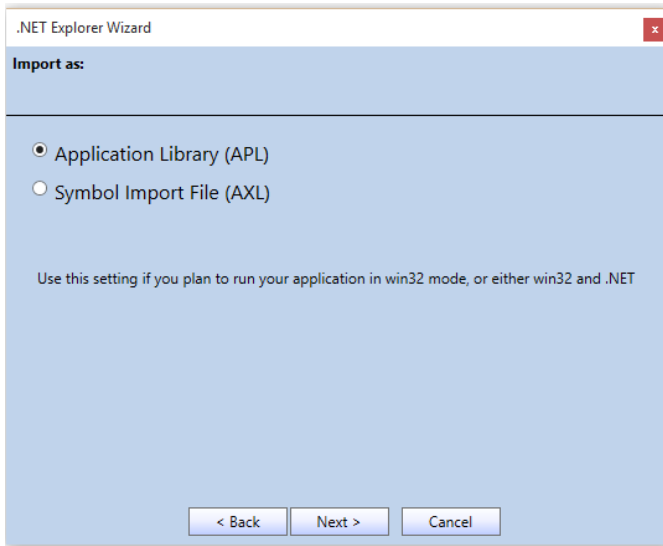 .NET Explorer Wizard
x
Import as:
Application Library (APL)
Symbol Import File (AXL)
Use this setting if you plan to run your application in win32 mode, or either win32 and .NET
< Back Next > Cancel